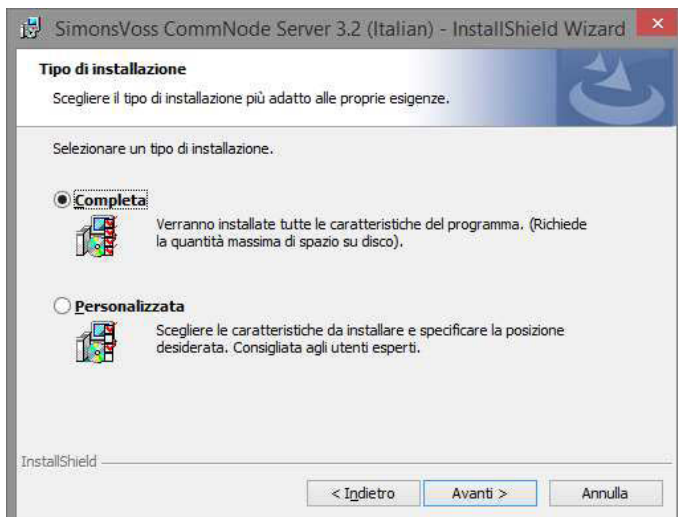 SimonsVoss CommNode Server 3.2 (Italian) - InstallShield Wizard
Tipo di installazione
Scegliere il tipo di installazione più adatto alle proprie esigenze.
Selezionare un tipo di installazione.
Completa
Verranno installate tutte le caratteristiche del programma. (Richiede
la quantità massima di spazio su disco).
Personalizzata
Scegliere le caratteristiche da installare e specificare la posizione
desiderata. Consigliata agli utenti esperti.
InstallShield
< Indietro Avanti > Annulla